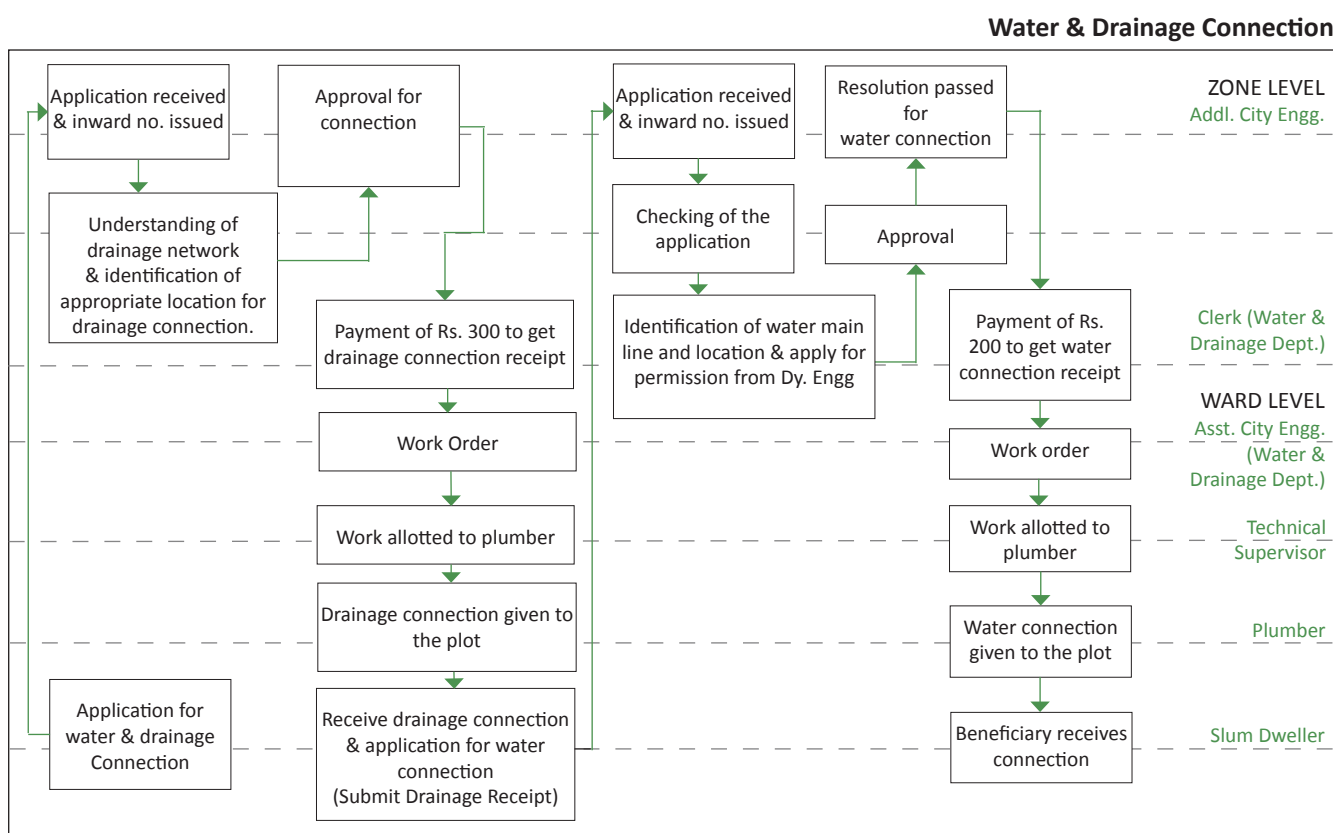 Water & Drainage Connection
Application received
& inward no. issued
Understanding of
drainage network
& identification of
appropriate location for
drainage connection.
Approval for
connection
Payment of Rs. 300 to get
drainage connection receipt
Work Order
Work allotted to plumber
Drainage connection given to
the plot
Application for
water & drainage
Connection
Receive drainage connection
& application for water
connection
(Submit Drainage Receipt)
Application received
& inward no. issued
Checking of the
application
Identification of water main
line and location & apply for
permission from Dy. Engg
Approval
Resolution passed
for
water connection
Payment of Rs.
200 to get water
connection receipt
Work order
Work allotted to
plumber
Water connection
given to the plot
Beneficiary receives
connection
ZONE LEVEL
Addl. City Engg.
Clerk (Water &
Drainage Dept.)
WARD LEVEL
Asst. City Engg.
(Water &
Drainage Dept.)
Technical
Supervisor
Plumber
Slum Dweller